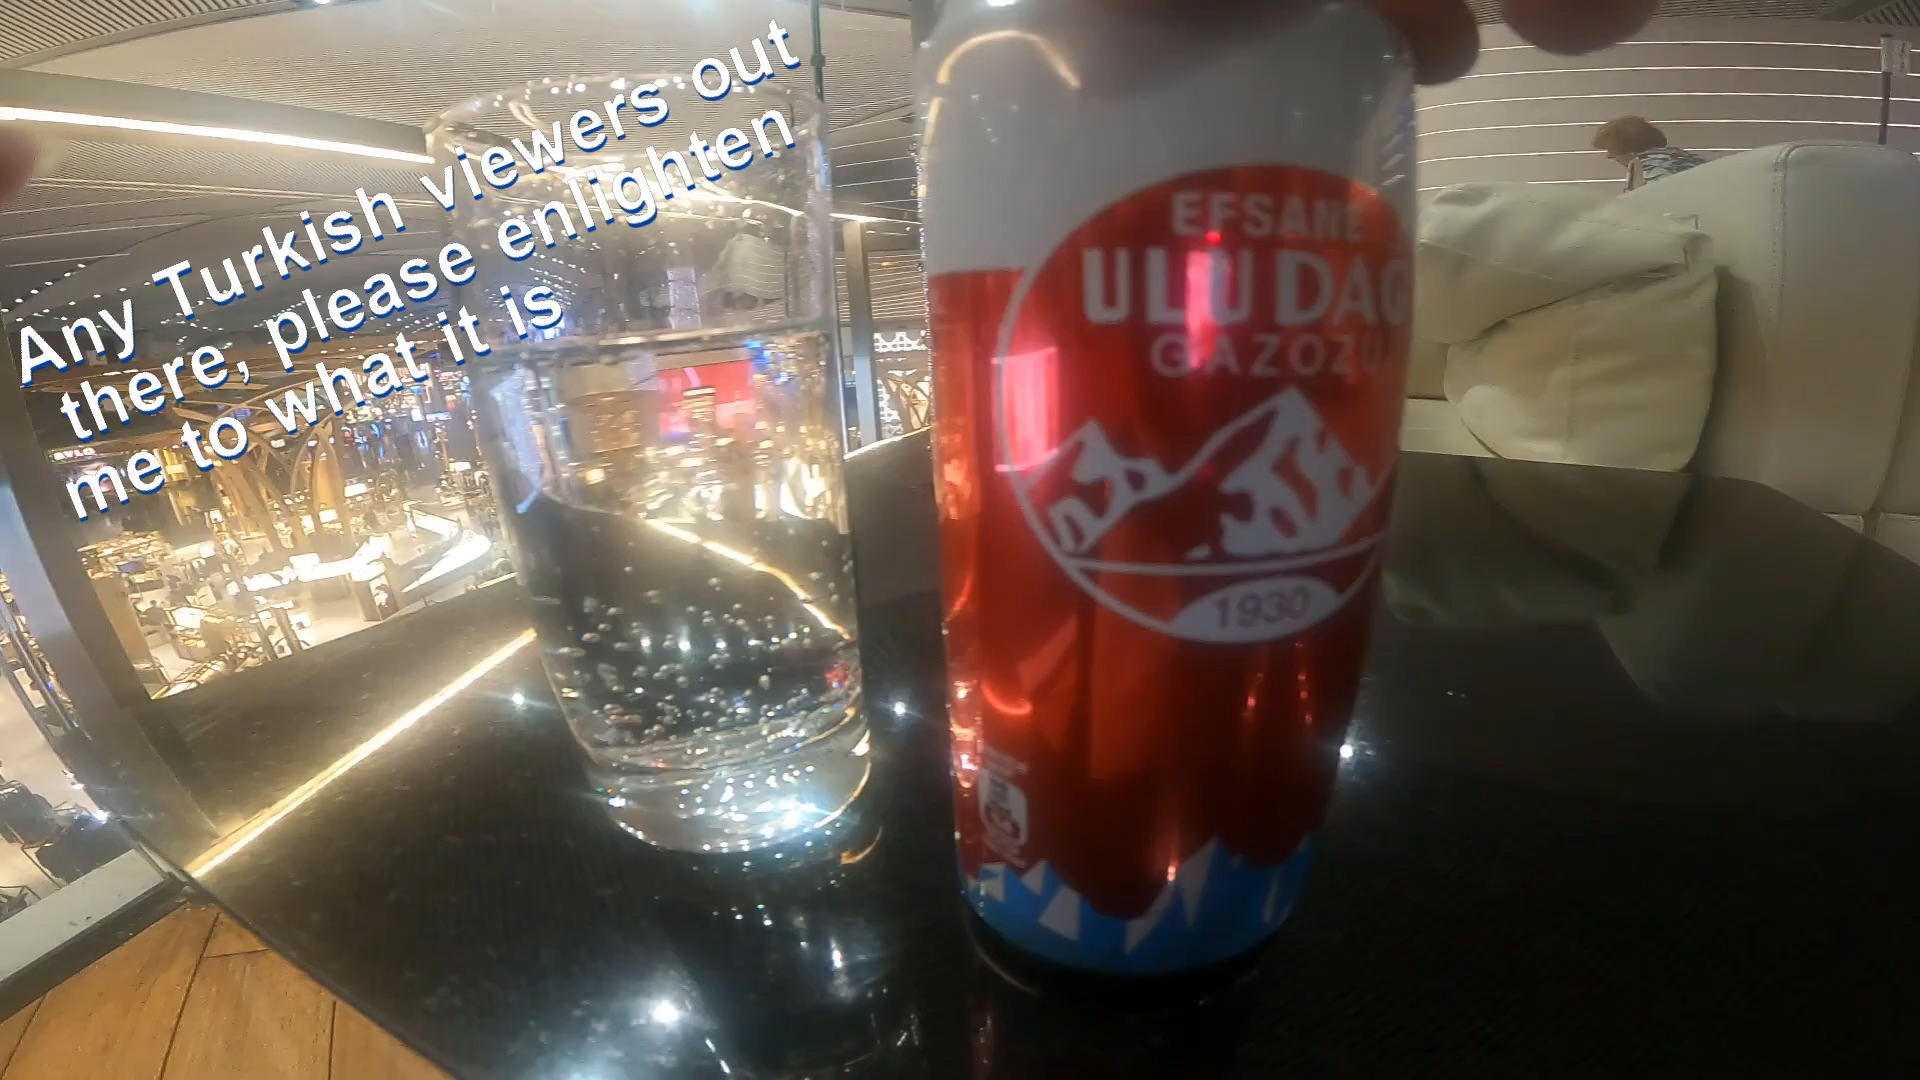 Any Turkish viewers out
there, please enlighten
me to what it is
EFSANE
ULUDAĞ
GAZOZU
1930